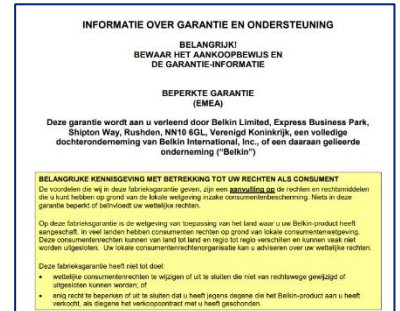 INFORMATIE OVER GARANTIE EN ONDERSTEUNING
BELANGRIJK!
BEWAAR HET AANKOOPBEWIJS EN
DE GARANTIE-INFORMATIE
BEPERKTE GARANTIE
(EMEA)
Deze garantie wordt aan u verleend door Belkin Limited, Express Business Park,
Shipton Way, Rushden, NN10 6GL, Verenigd Koninkrijk, een volledige
dochteronderneming van Belkin International, Inc., of een daaraan gelieerde
onderneming (“Belkin”)
BELANGRIJKE KENNISGEVING MET BETREKKING TOT UW RECHTEN ALS CONSUMENT
De voordelen die wij in deze fabrieksgarantie geven, zijn een aanvulling op de rechten en rechtsmiddelen
die u kunt hebben op grond van de lokale wetgeving inzake consumentenbescherming. Niets in deze
garantie beperkt of beïnvloedt uw wettelijke rechten.
Op deze fabrieksgarantie is de wetgeving van toepassing van het land waar u uw Belkin-product heeft
aangeschaft. In veel landen hebben consumenten rechten op grond van lokale consumentenwetgeving.
Deze consumentenrechten kunnen van land tot land en regio tot regio verschillen en kunnen vaak niet
worden uitgesloten. Uw lokale consumentenrechtenorganisatie kan u adviseren over uw wettelijke rechten.
Deze fabrieksgarantie heeft niet tot doel:
• wettelijke consumentenrechten te wijzigen of uit te sluiten die niet van rechtswege gewijzigd of
uitgesloten kunnen worden; of
• enig recht te beperken of uit te sluiten dat u heeft jegens degene die het Belkin-product aan u heeft
verkocht, als diegene het verkoopcontract met u heeft geschonden.